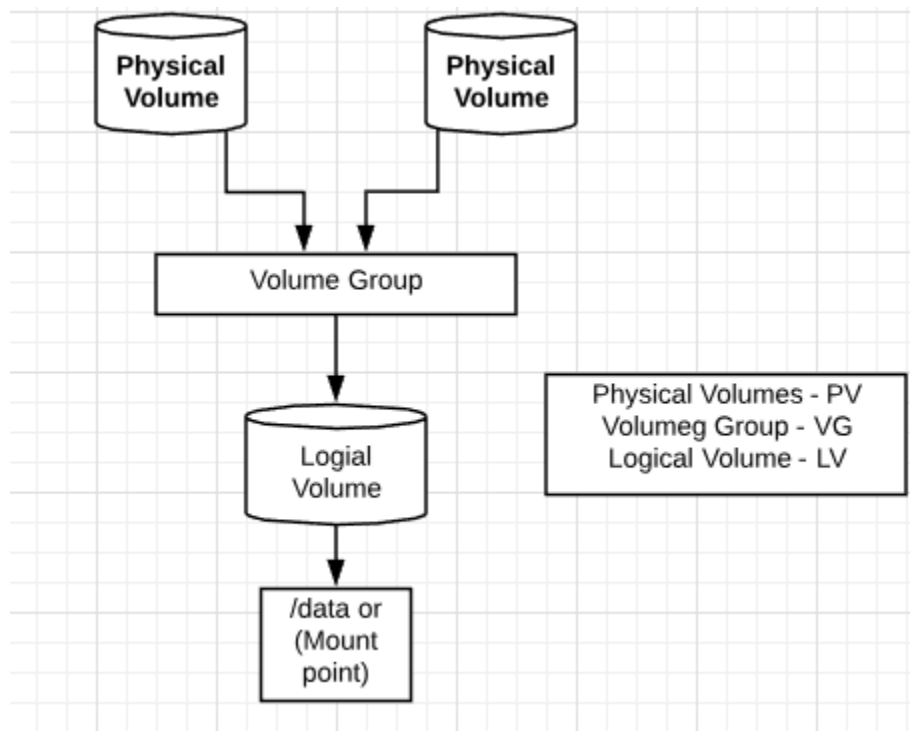 Physical
Volume
Physical
Volume
Volume Group
Physical Volumes - PV
Volumeg Group - VG
Logical Volume - LV
Logial
Volume
/data or
(Mount
point)